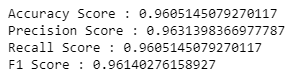 Accuracy Score : 0.9605145079270117
Precision Score : 0.9631398366977787
Recall Score : 0.9605145079270117
F1 Score : 0.96140276158927